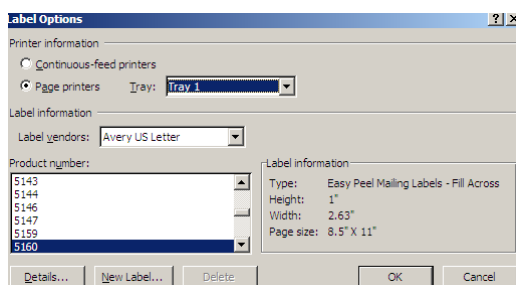 Label Options
Printer information
Continuous-feed printers
Page printers Tray: Tray 1
Label information
Label vendors: Avery US Letter
Product number:
5143
5144
5146
5147
5159
5160
Label information
Type: Easy Peel Mailing Labels - Fill Across
Height: 1"
Width: 2.63"
Page size: 8.5" X 11"
Details... New Label... Delete OK Cancel